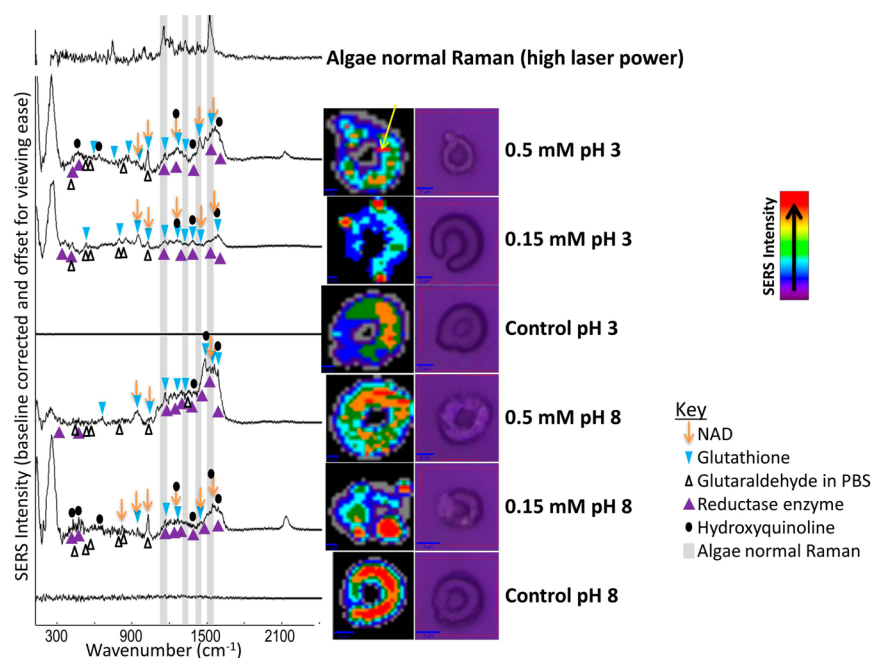 Algae normal Raman (high laser power)
0.5 mM pH 3
0.15 mM pH 3
Control pH 3
0.5 mM pH 8
0.15 mM pH 8
Control pH 8
SERS Intensity (baseline corrected and offset for viewing ease)
300 900 1500 2100
Wavenumber (cm⁻¹)
SERS Intensity
Key
NAD
Glutathione
Glutaraldehyde in PBS
Reductase enzyme
Hydroxyquinoline
Algae normal Raman